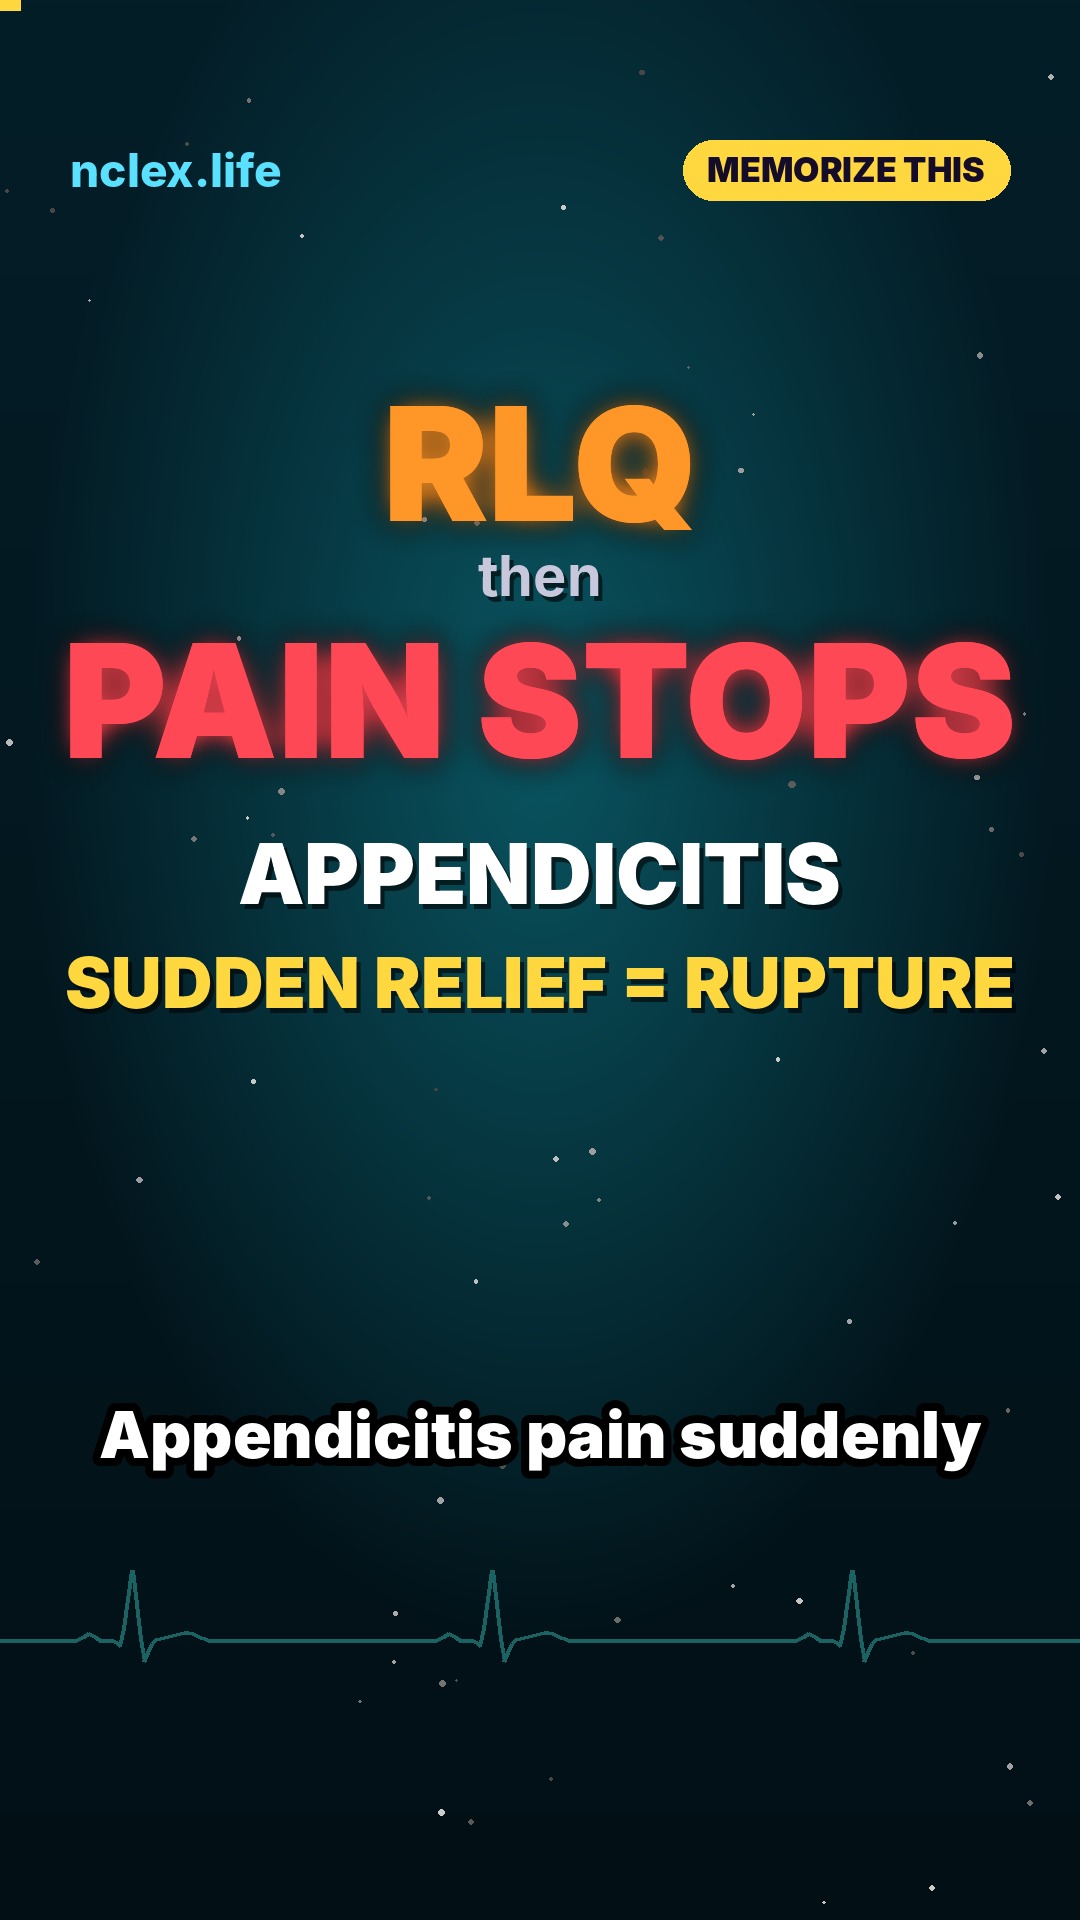 nclex.life
MEMORIZE THIS
RLQ
then
PAIN STOPS
APPENDICITIS
SUDDEN RELIEF = RUPTURE
Appendicitis pain suddenly